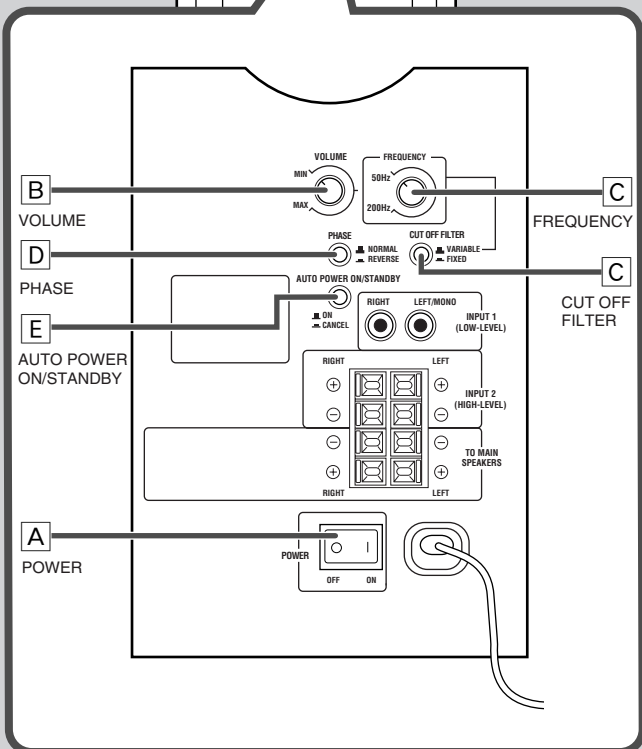 VOLUME
FREQUENCY
MIN
50Hz
MAX
200Hz
B
VOLUME
C
FREQUENCY
PHASE
CUT OFF FILTER
NORMAL
REVERSE
VARIABLE
FIXED
D
PHASE
C
CUT OFF
FILTER
AUTO POWER ON/STANDBY
ON
CANCEL
RIGHT
LEFT/MONO
INPUT 1
(LOW-LEVEL)
E
AUTO POWER
ON/STANDBY
RIGHT
LEFT
+
+
INPUT 2
(HIGH-LEVEL)
−
−
−
−
TO MAIN
SPEAKERS
+
+
RIGHT
LEFT
A
POWER
POWER
OFF
ON